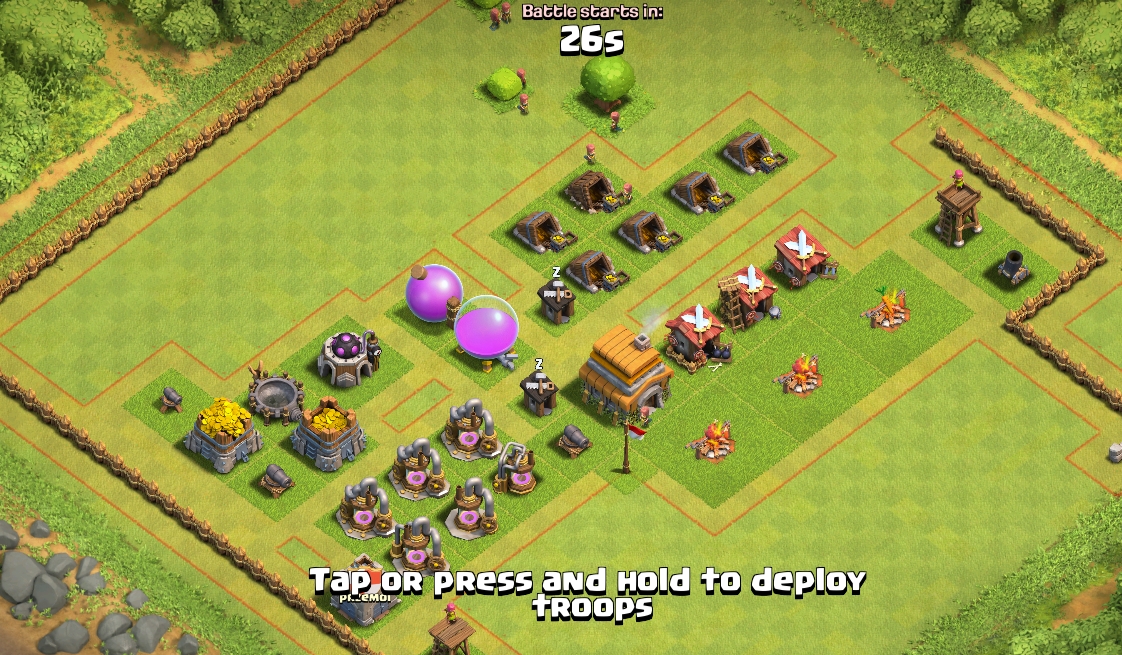 Battle starts in:
26s
z
z
Tap or press and hold to deploy
troops